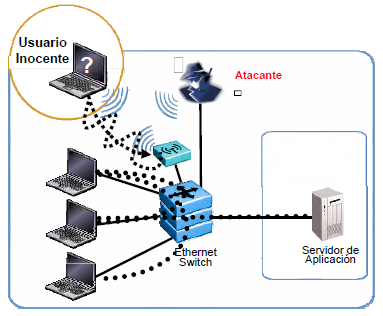 Usuario
Inocente
?
Atacante
Ethernet
Switch
Servidor de
Aplicación